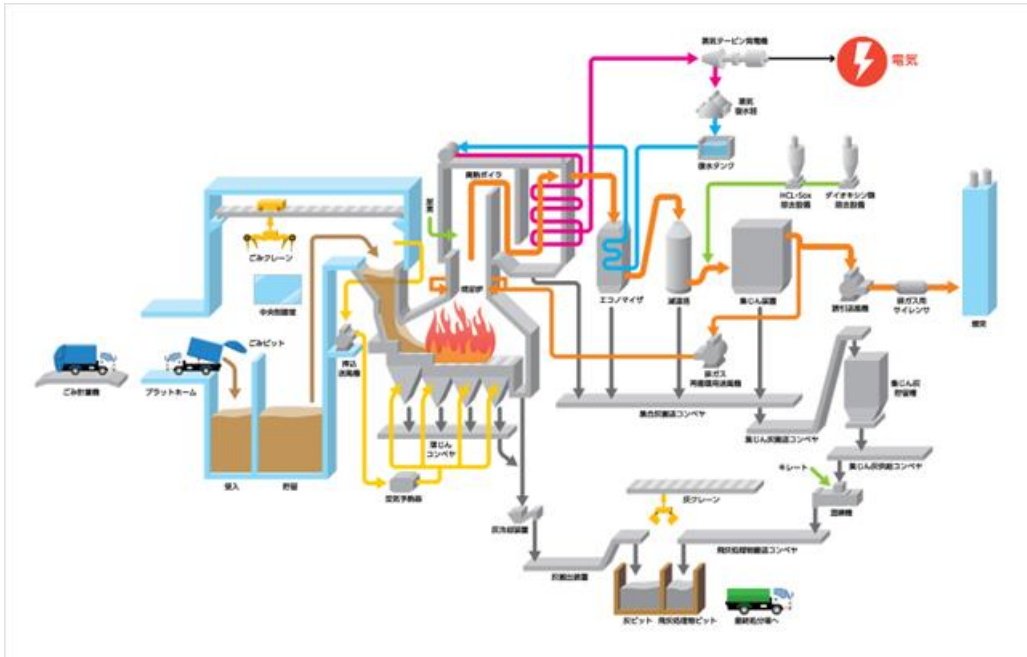 蒸気タービン発電機
電気
蒸気
復水器
復水タンク
廃熱ボイラ
HCL・Sox
除去設備
ダイオキシン類
除去設備
ごみクレーン
中央制御室
燃焼炉
エコノマイザ
減温塔
集じん装置
誘引送風機
排ガス用
サイレンサ
煙突
ごみピット
ごみ計量機
プラットホーム
押込
送風機
排ガス
再循環用送風機
集じん灰
貯留槽
集合灰搬送コンベヤ
集じん灰搬送コンベヤ
落じん
コンベヤ
集じん灰供給コンベヤ
受入
貯留
空気予熱器
キレート
混練機
灰クレーン
灰冷却装置
飛灰処理物搬送コンベヤ
灰搬出装置
灰ピット
飛灰処理物ピット
最終処分場へ